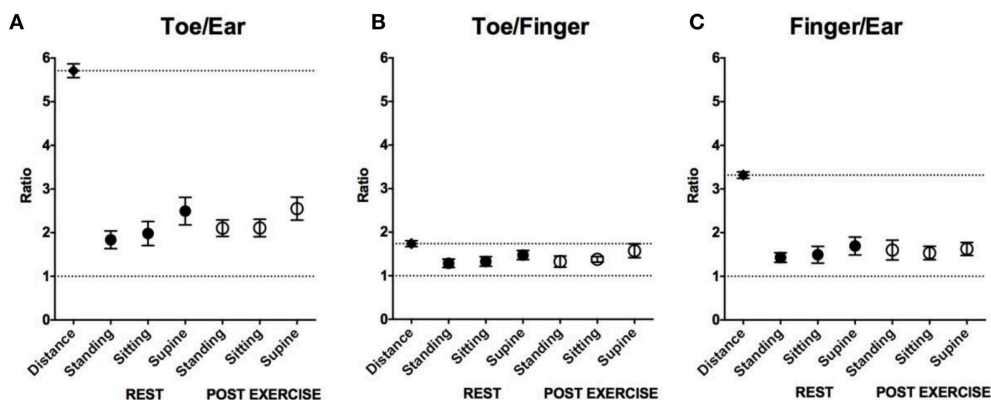 A
Toe/Ear
Ratio
6
5
4
3
2
1
0
Distance
Standing
Sitting
Supine
Standing
Sitting
Supine
REST
POST EXERCISE
B
Toe/Finger
Ratio
6
5
4
3
2
1
0
Distance
Standing
Sitting
Supine
Standing
Sitting
Supine
REST
POST EXERCISE
C
Finger/Ear
Ratio
6
5
4
3
2
1
0
Distance
Standing
Sitting
Supine
Standing
Sitting
Supine
REST
POST EXERCISE